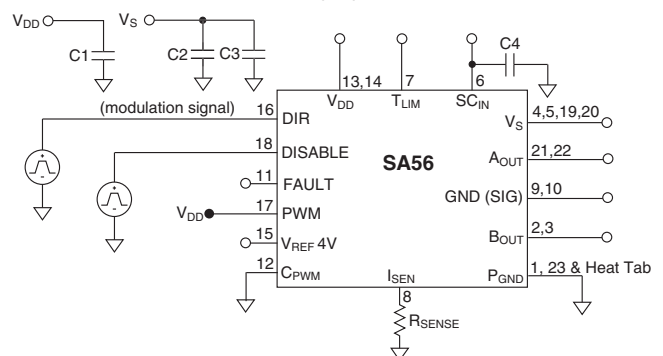 VDD
VS
C1
C2
C3
C4
13,14
7
6
VDD
TLIM
SCIN
(modulation signal)
16
DIR
18
DISABLE
11
FAULT
VDD
17
PWM
15
VREF 4V
12
CPWM
SA56
ISEN
8
RSENSE
VS
4,5,19,20
AOUT
21,22
GND (SIG)
9,10
BOUT
2,3
PGND
1, 23 & Heat Tab